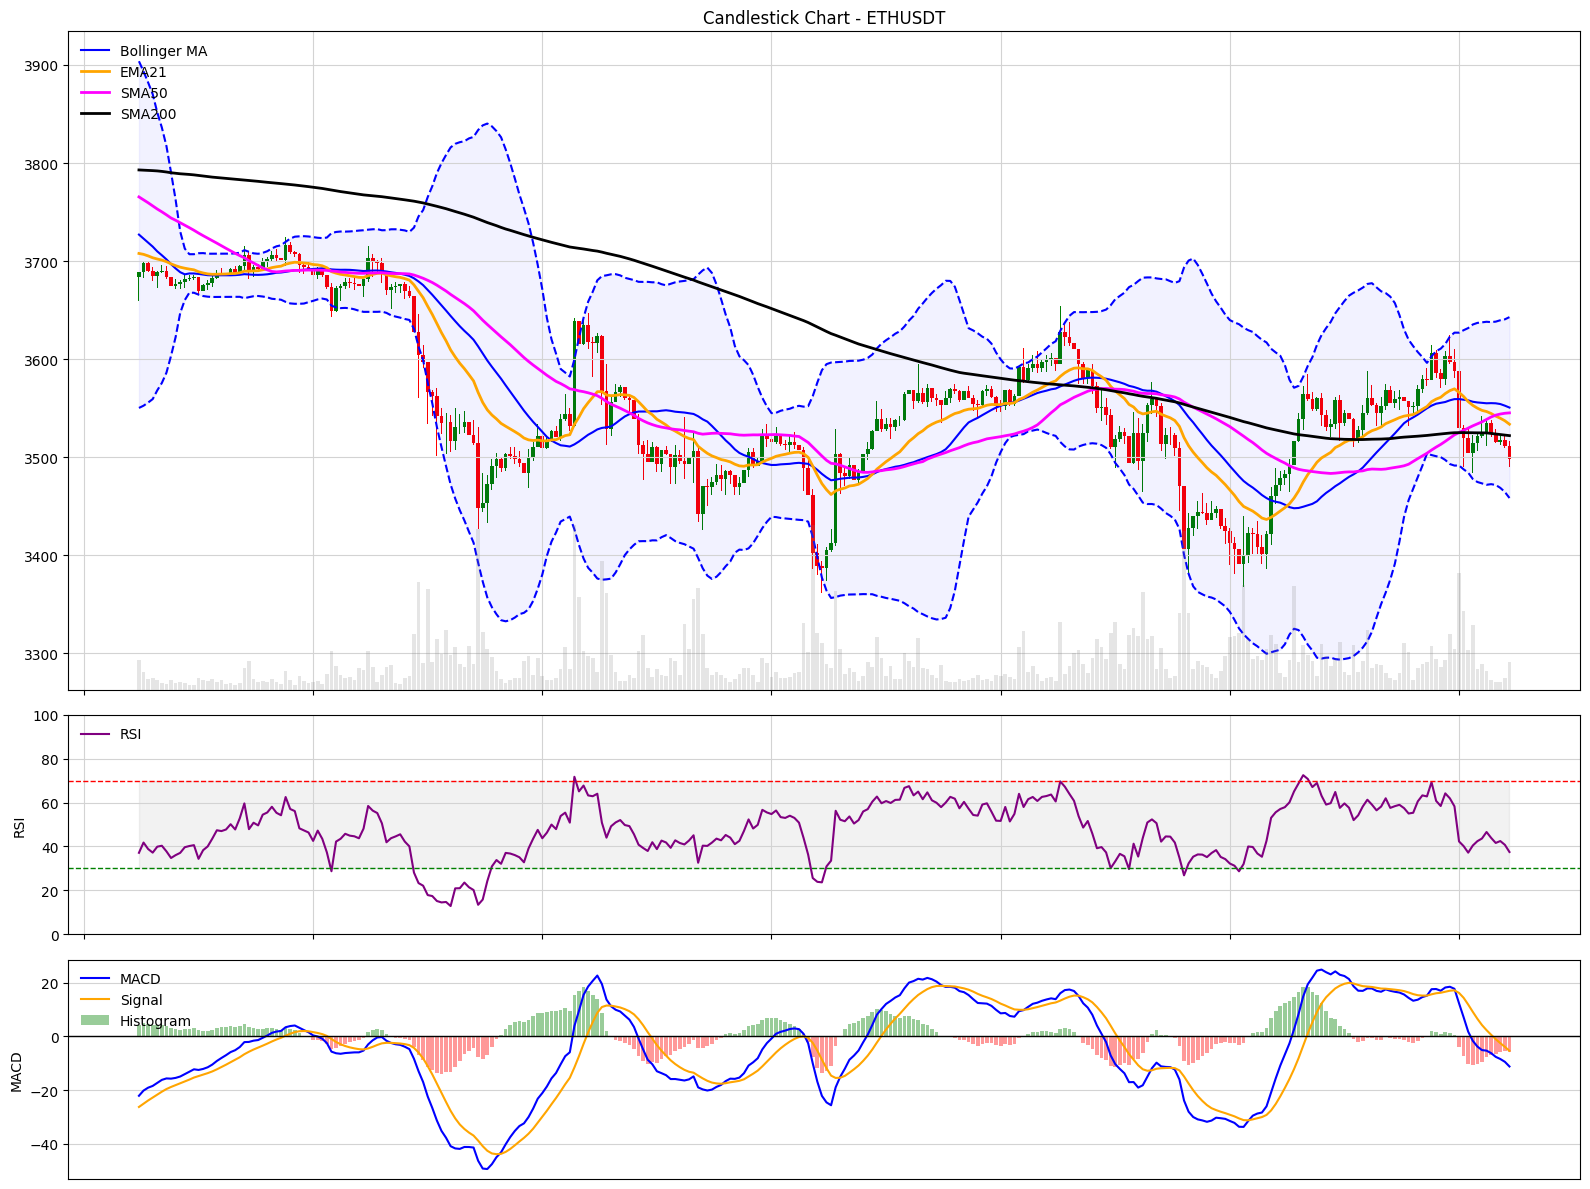 Candlestick Chart - ETHUSDT
Bollinger MA
EMA21
SMA50
SMA200
3900
3800
3700
3600
3500
3400
3300
RSI
RSI
100
80
60
40
20
0
MACD
Signal
Histogram
MACD
20
0
−20
−40